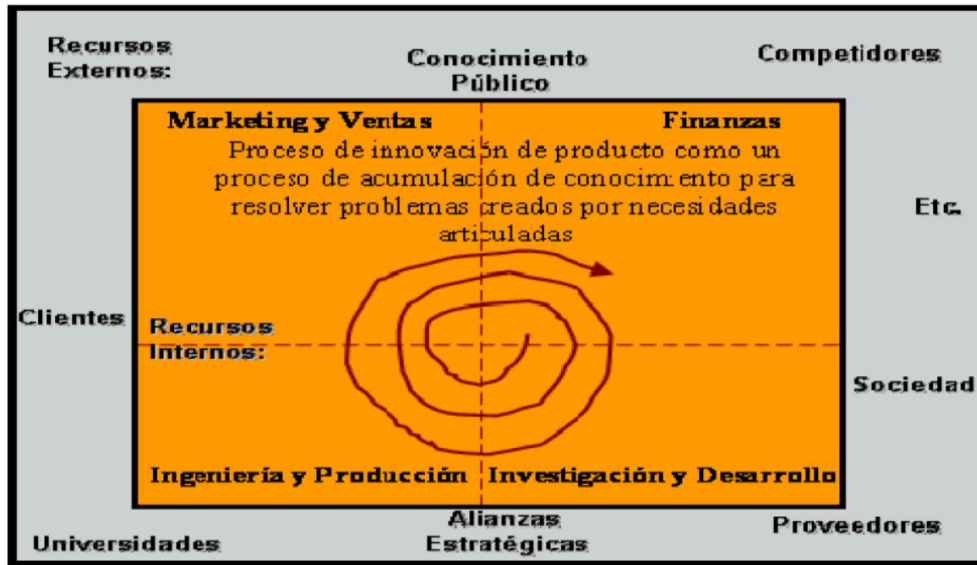 Recursos
Externos:
Conocimiento
Público
Competidores
Marketing y Ventas
Finanzas
Proceso de innovación de producto como un
proceso de acumulación de conocimiento para
resolver problemas creados por necesidades
articuladas
Etc.
Clientes
Recursos
Internos:
Sociedad
Ingeniería y Producción
Investigación y Desarrollo
Universidades
Alianzas
Estratégicas
Proveedores